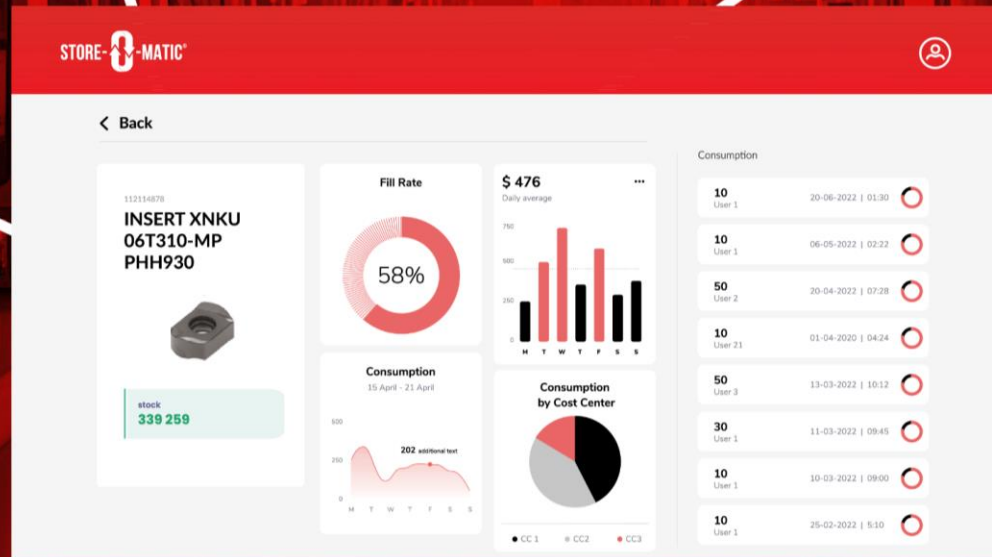 STORE-
-MATIC®
Back
112114878
INSERT XNKU
06T310-MP
PHH930
stock
339 259
Fill Rate
58%
Consumption
15 April - 21 April
500
250
0
202 additional text
M T W T F S S
$ 476
Daily average
750
500
250
0
M T W T F S S
Consumption
by Cost Center
CC 1 CC2 CC3
Consumption
10
User 1
20-06-2022 | 01:30
10
User 1
06-05-2022 | 02:22
50
User 2
20-04-2022 | 07:28
10
User 21
01-04-2020 | 04:24
50
User 3
13-03-2022 | 10:12
30
User 1
11-03-2022 | 09:45
10
User 1
10-03-2022 | 09:00
10
User 1
25-02-2022 | 5:10